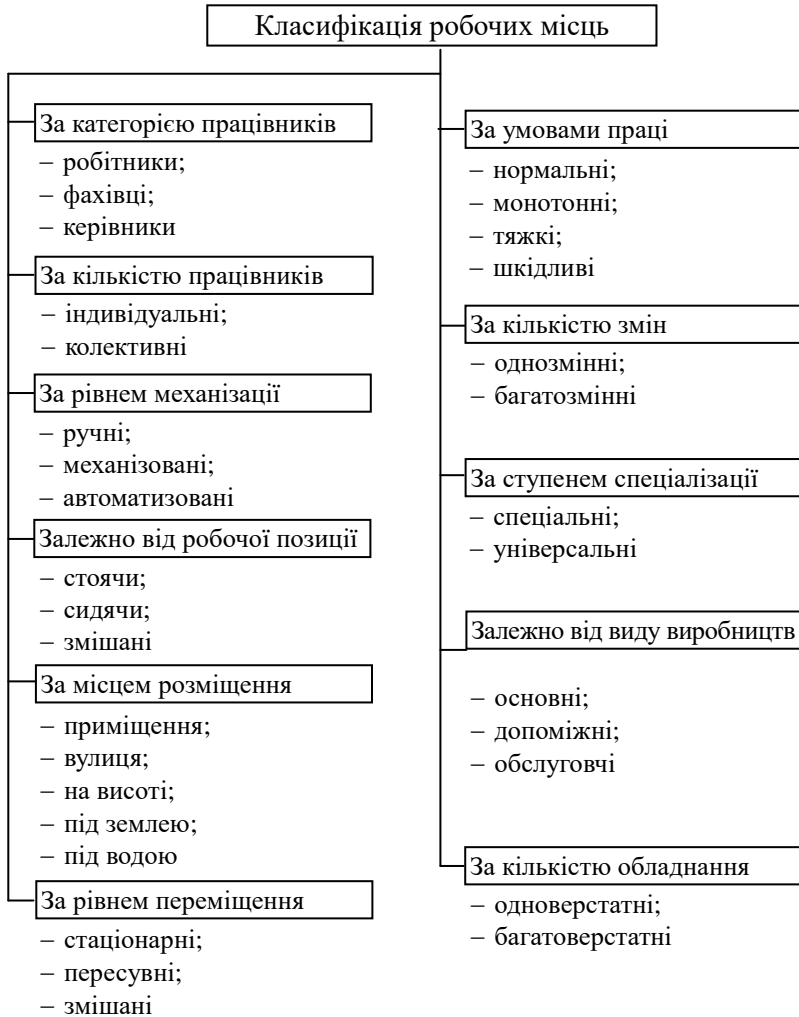 Класифікація робочих місць
За категорією працівників
– робітники;
– фахівці;
– керівники
За кількістю працівників
– індивідуальні;
– колективні
За рівнем механізації
– ручні;
– механізовані;
– автоматизовані
Залежно від робочої позиції
– стоячи;
– сидячи;
– змішані
За місцем розміщення
– приміщення;
– вулиця;
– на висоті;
– під землею;
– під водою
За рівнем переміщення
– стаціонарні;
– пересувні;
– змішані
За умовами праці
– нормальні;
– монотонні;
– тяжкі;
– шкідливі
За кількістю змін
– однозмінні;
– багатозмінні
За ступенем спеціалізації
– спеціальні;
– універсальні
Залежно від виду виробництв
– основні;
– допоміжні;
– обслуговчі
За кількістю обладнання
– одноверстатні;
– багатоверстатні